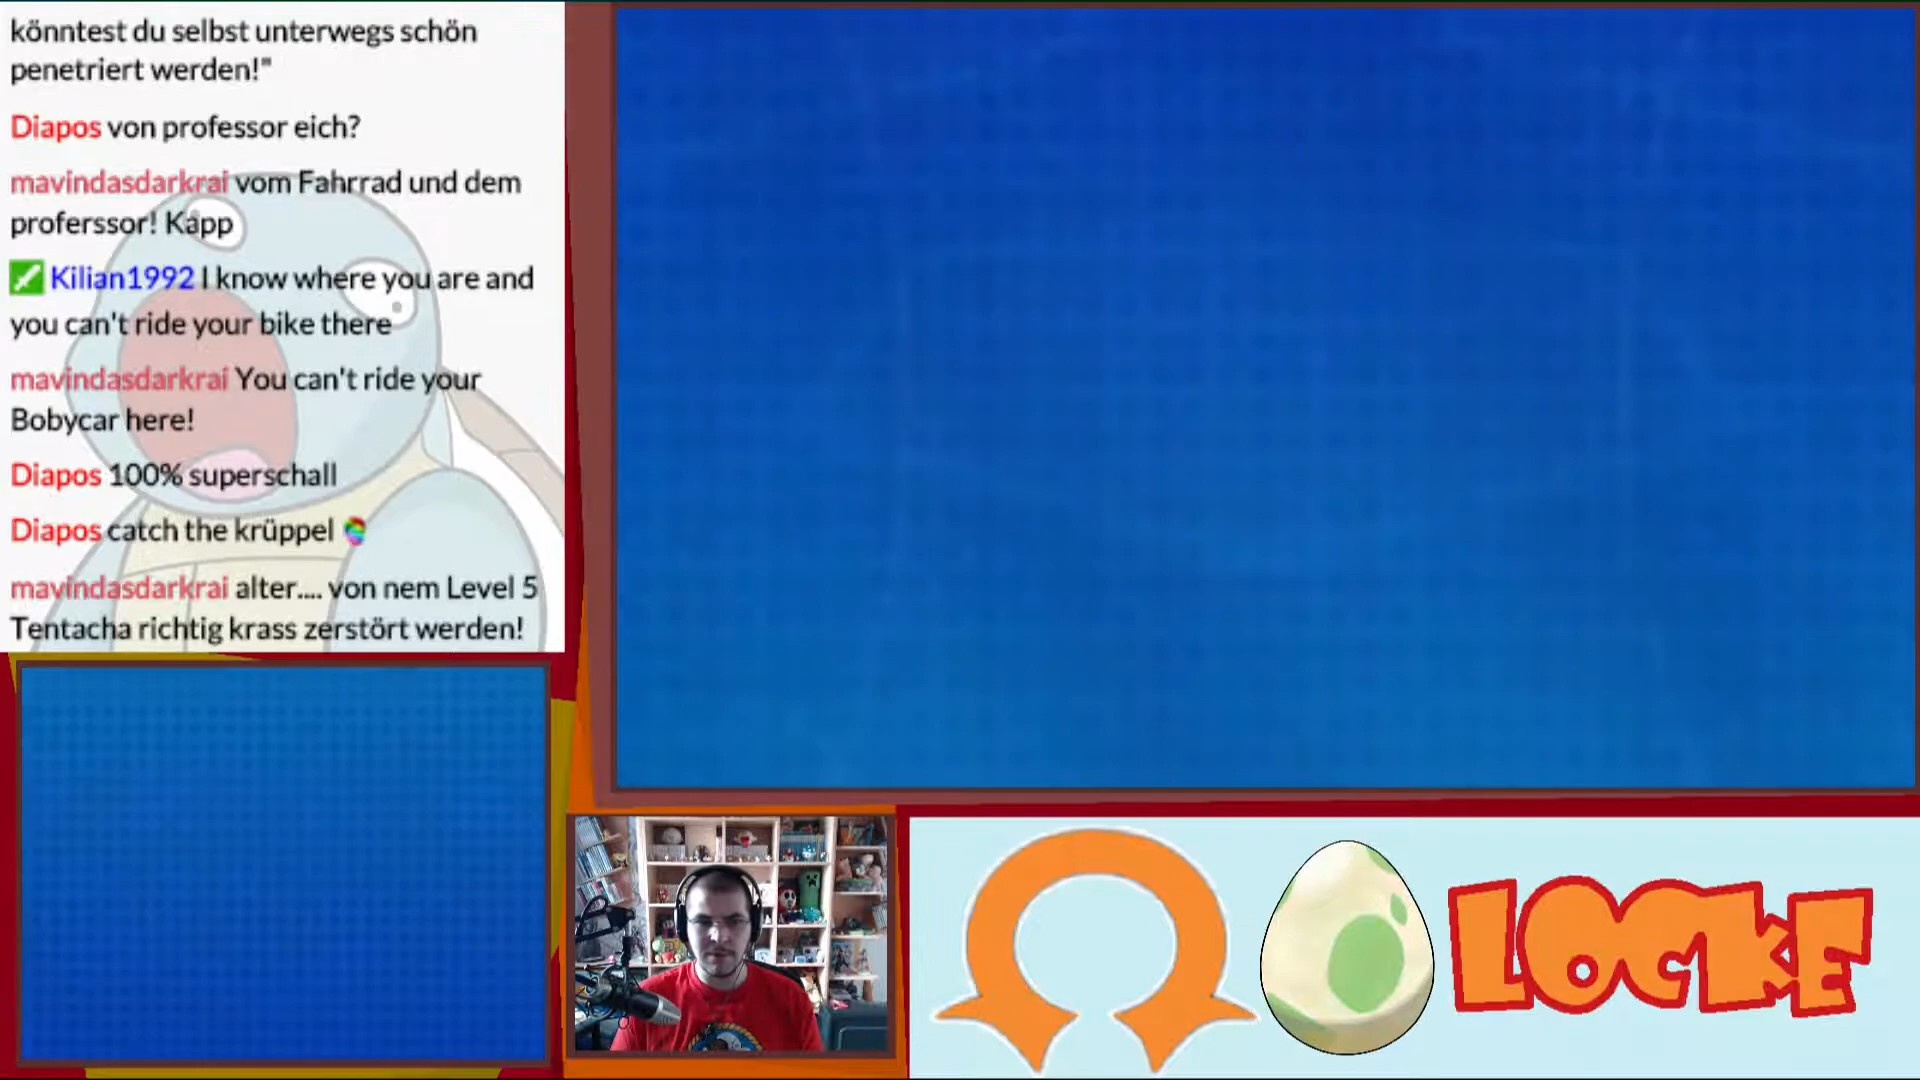 könntest du selbst unterwegs schön
penetriert werden!"
Diapos von professor eich?
mavindasdarkrai vom Fahrrad und dem
proferssor! Kapp
Kilian1992 I know where you are and
you can't ride your bike there
mavindasdarkrai You can't ride your
Bobycar here!
Diapos 100% superschall
Diapos catch the krüppel
mavindasdarkrai alter.... von nem Level 5
Tentacha richtig krass zerstört werden!
LOCKE